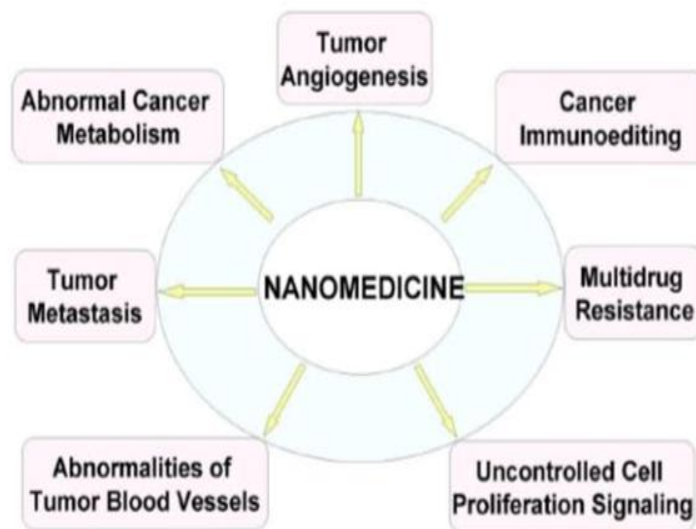 Tumor
Angiogenesis
Abnormal Cancer
Metabolism
Cancer
Immunoediting
Tumor
Metastasis
NANOMEDICINE
Multidrug
Resistance
Abnormalities of
Tumor Blood Vessels
Uncontrolled Cell
Proliferation Signaling